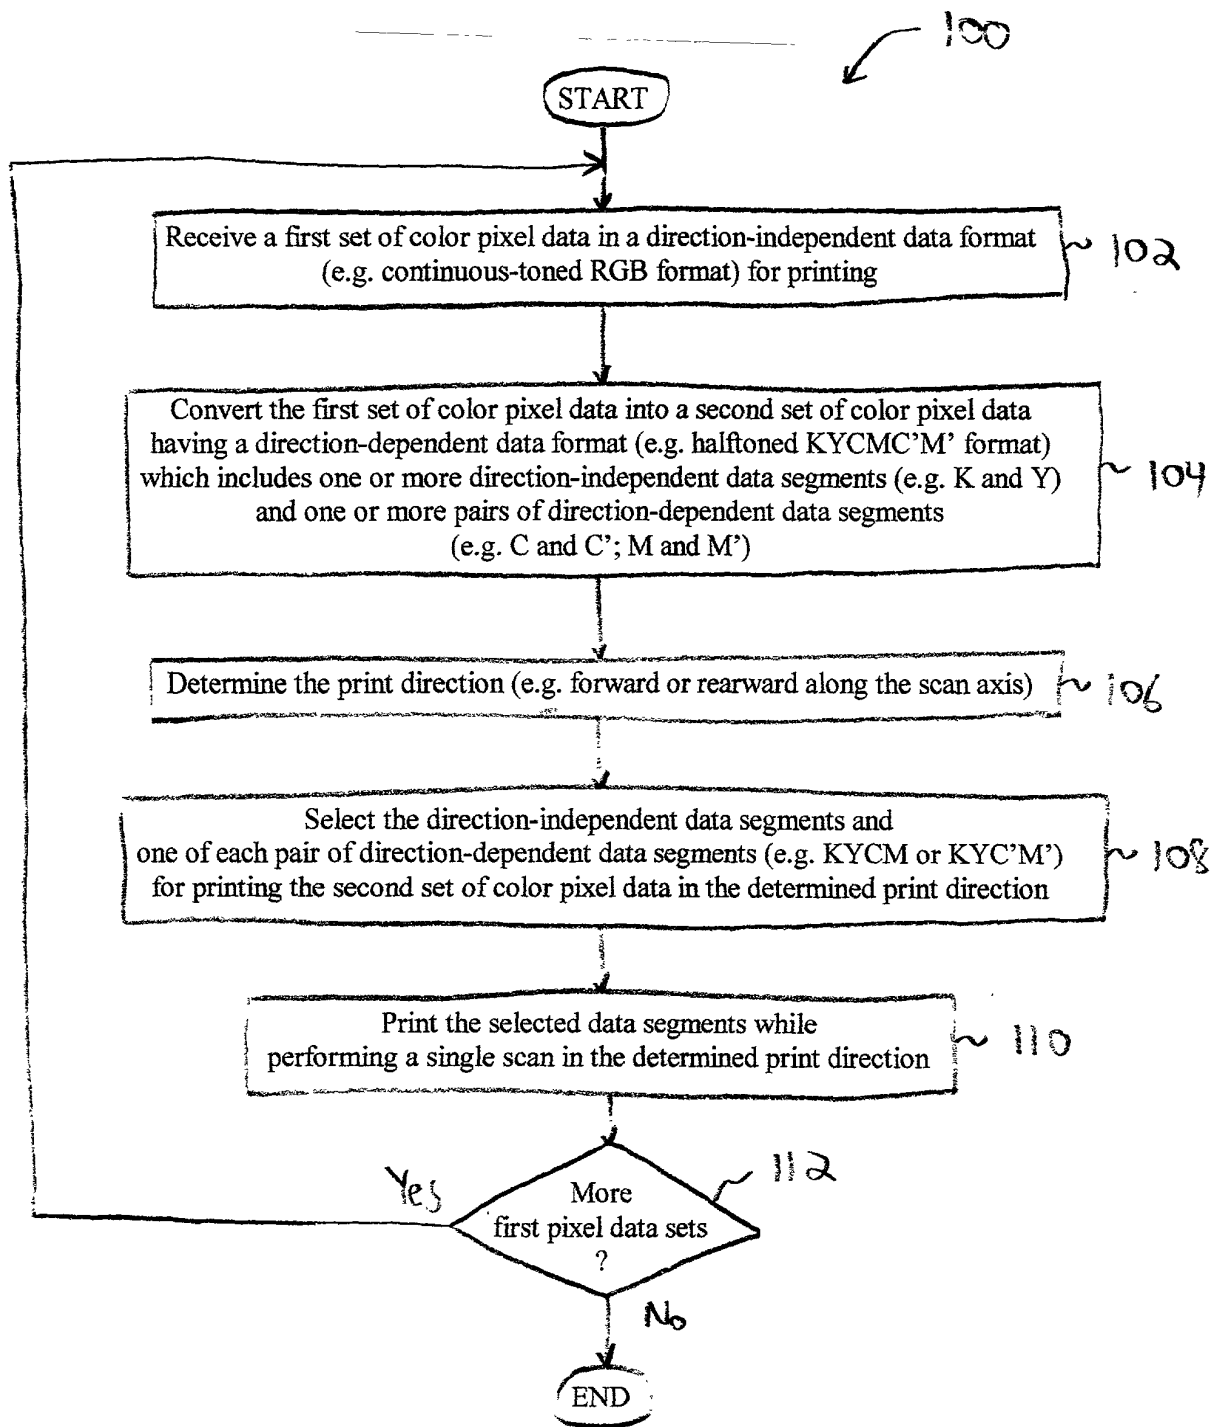 100
START
Receive a first set of color pixel data in a direction-independent data format
(e.g. continuous-toned RGB format) for printing
102
Convert the first set of color pixel data into a second set of color pixel data
having a direction-dependent data format (e.g. halftoned KYCMC'M' format)
which includes one or more direction-independent data segments (e.g. K and Y)
and one or more pairs of direction-dependent data segments
(e.g. C and C'; M and M')
104
Determine the print direction (e.g. forward or rearward along the scan axis)
106
Select the direction-independent data segments and
one of each pair of direction-dependent data segments (e.g. KYCM or KYC'M')
for printing the second set of color pixel data in the determined print direction
108
Print the selected data segments while
performing a single scan in the determined print direction
110
112
Yes
More
first pixel data sets
?
No
END